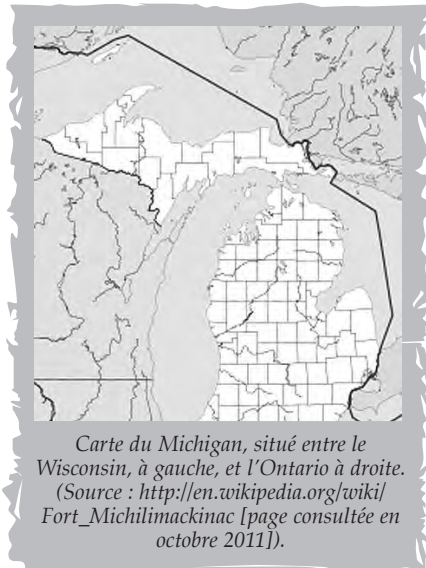 Carte du Michigan, situé entre le
Wisconsin, à gauche, et l'Ontario à droite.
(Source : http://en.wikipedia.org/wiki/
Fort_Michilimackinac [page consultée en
octobre 2011]).